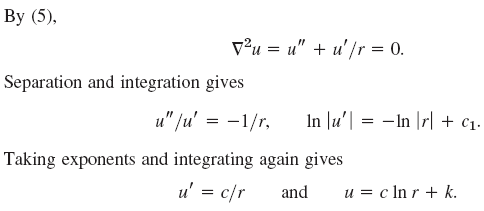 By (5),
∇²u = u″ + u′/r = 0.
Separation and integration gives
u″/u′ = −1/r, ln |u′| = −ln |r| + c₁.
Taking exponents and integrating again gives
u′ = c/r and u = c ln r + k.